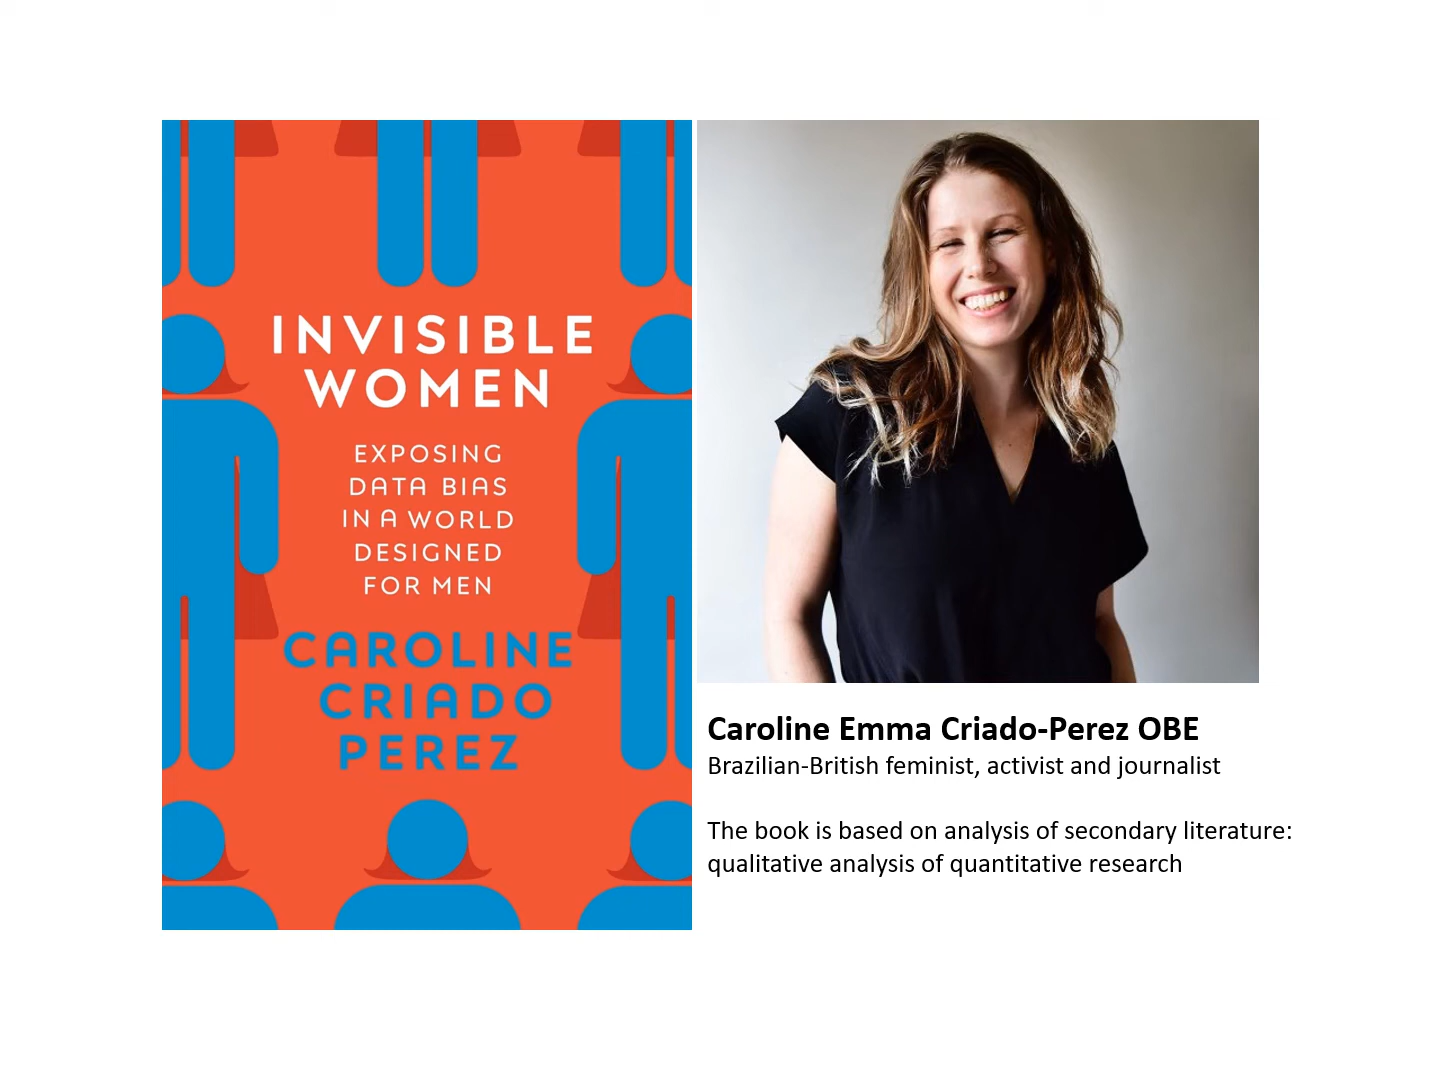 INVISIBLE
WOMEN
EXPOSING
DATA BIAS
IN A WORLD
DESIGNED
FOR MEN
CAROLINE
CRIADO
PEREZ
Caroline Emma Criado-Perez OBE
Brazilian-British feminist, activist and journalist
The book is based on analysis of secondary literature:
qualitative analysis of quantitative research